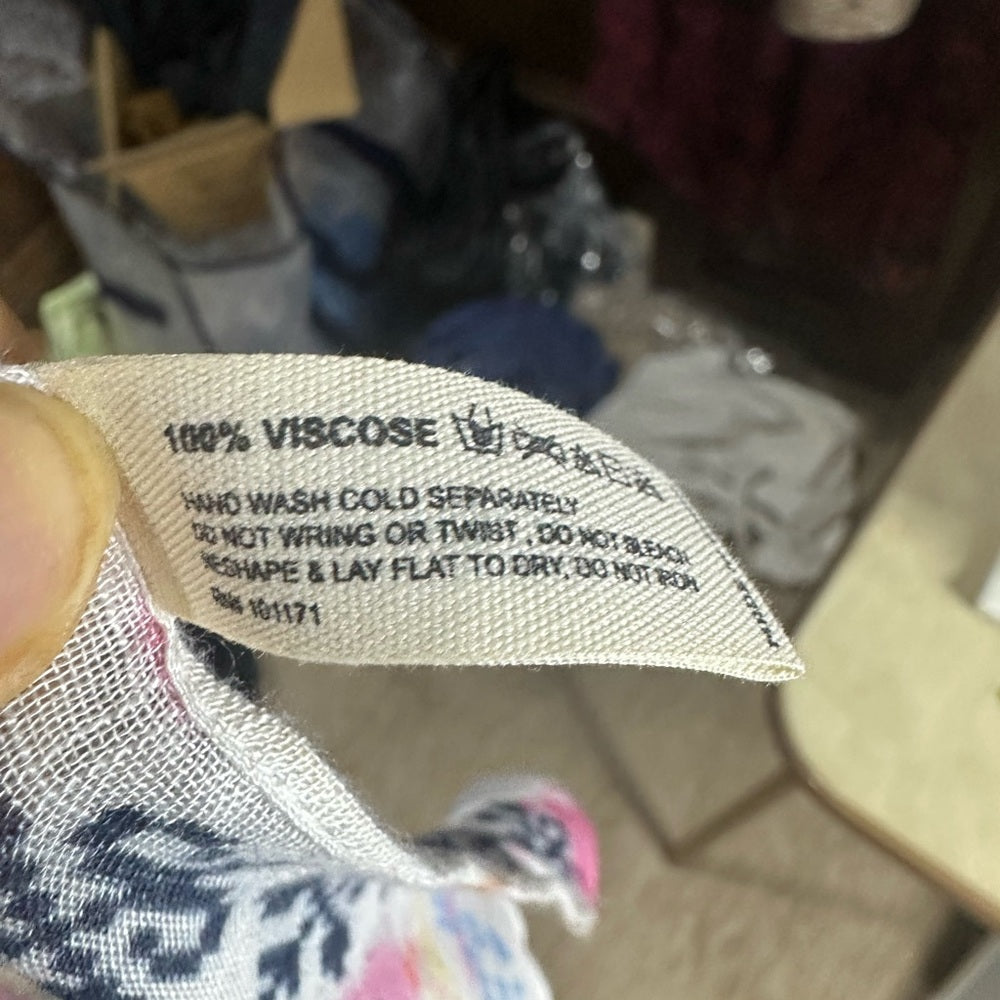 100% VISCOSE
HAND WASH COLD SEPARATELY
DO NOT WRING OR TWIST , DO NOT BLEACH
RESHAPE & LAY FLAT TO DRY, DO NOT IRON
RN# 101171